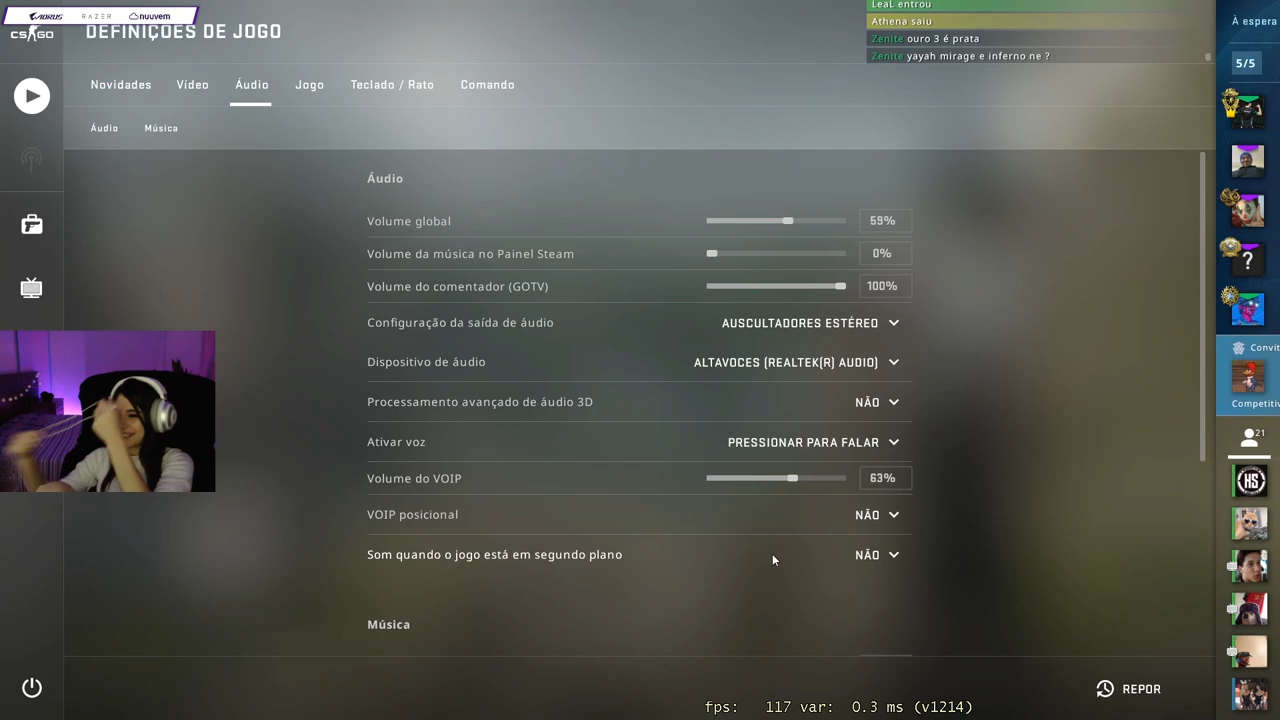 AORUS RAZER nuuvem
CS:GO
DEFINIÇÕES DE JOGO
LeaL entrou
Athena saiu
Zenite ouro 3 é prata
Zenite yayah mirage e inferno ne ?
À espera
5/5
Novidades Vídeo Áudio Jogo Teclado / Rato Comando
Áudio Música
Áudio
Volume global 59%
Volume da música no Painel Steam 0%
Volume do comentador (GOTV) 100%
Configuração da saída de áudio AUSCULTADORES ESTÉREO
Dispositivo de áudio ALTAVOCES (REALTEK(R) AUDIO)
Processamento avançado de áudio 3D NÃO
Ativar voz PRESSIONAR PARA FALAR
Volume do VOIP 63%
VOIP posicional NÃO
Som quando o jogo está em segundo plano NÃO
Música
?
Convit
Competitiv
21
HS
REPOR
fps: 117 var: 0.3 ms (v1214)